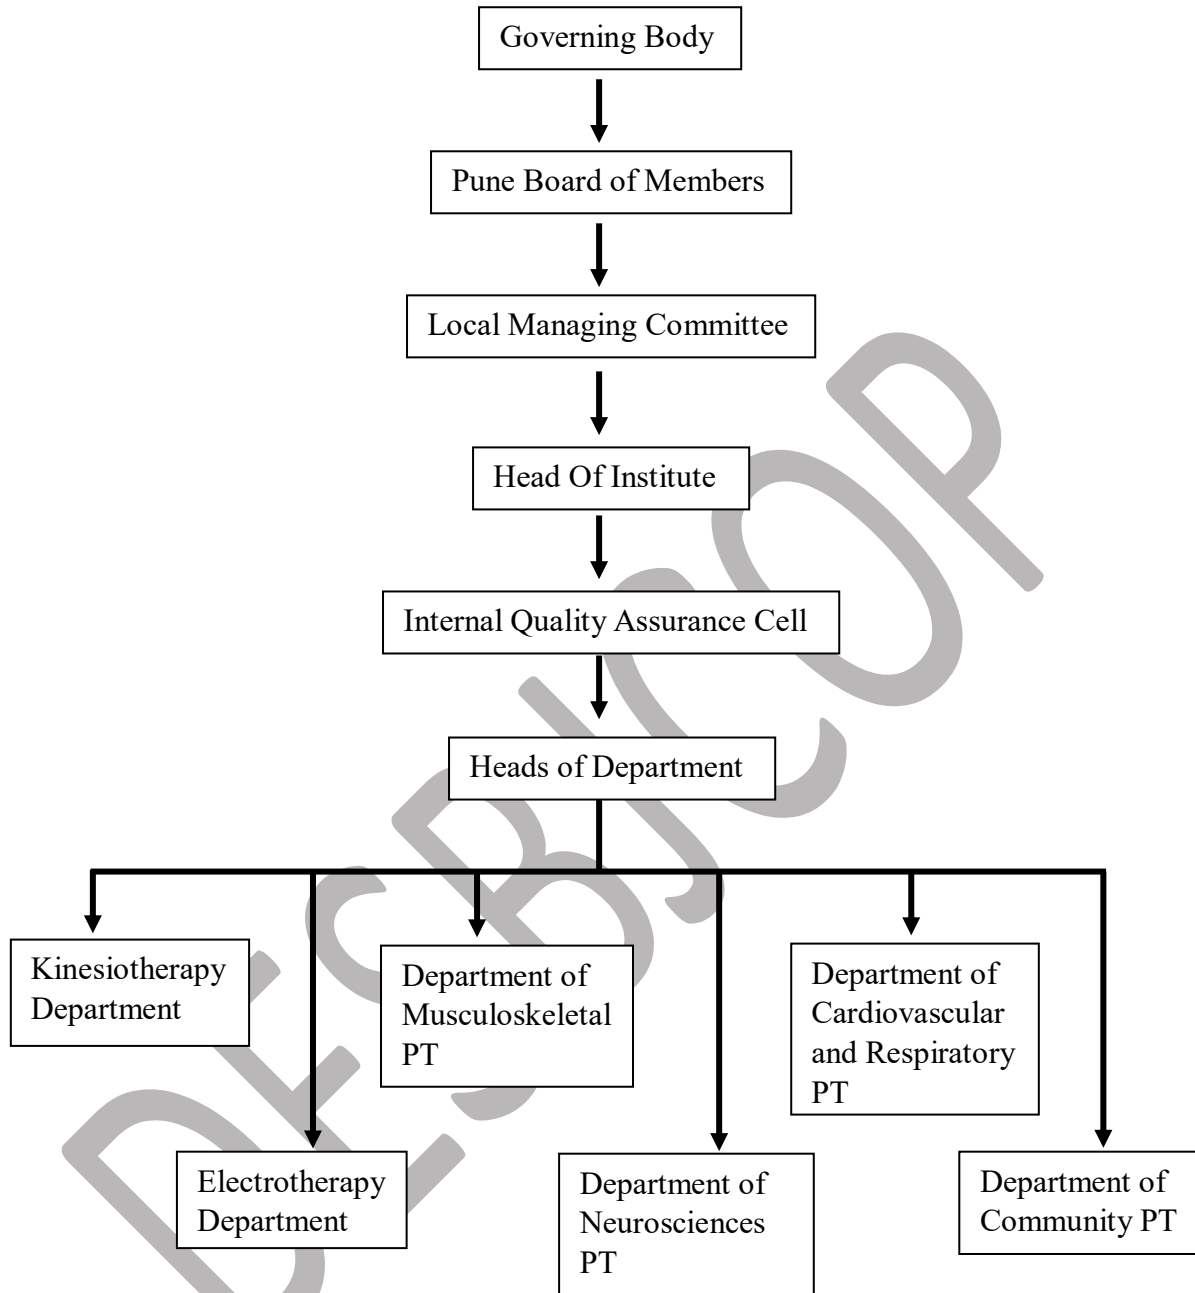 Governing Body
Pune Board of Members
Local Managing Committee
Head Of Institute
Internal Quality Assurance Cell
Heads of Department
Kinesiotherapy
Department
Department of
Musculoskeletal
PT
Department of
Cardiovascular
and Respiratory
PT
Electrotherapy
Department
Department of
Neurosciences
PT
Department of
Community PT
DESBJCOP